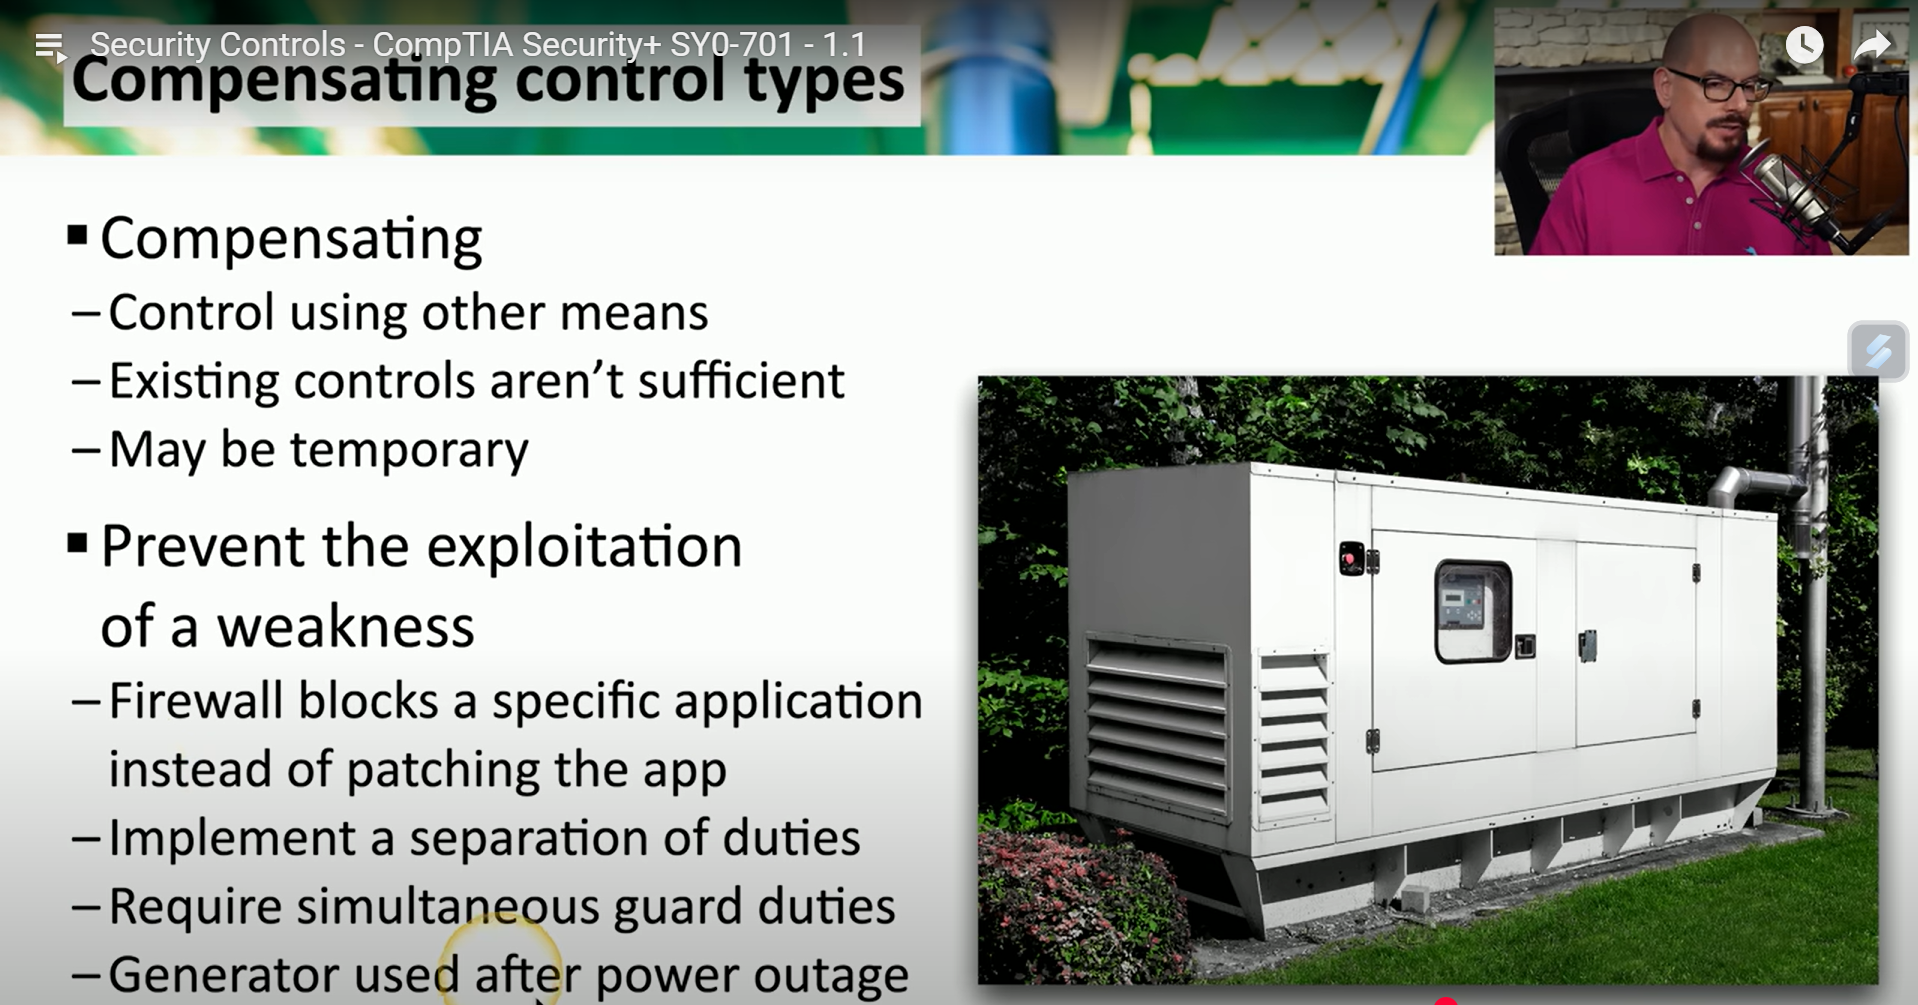 Security Controls - CompTIA Security+ SY0-701 - 1.1
Compensating control types
▪ Compensating
– Control using other means
– Existing controls aren’t sufficient
– May be temporary
▪ Prevent the exploitation
of a weakness
– Firewall blocks a specific application
instead of patching the app
– Implement a separation of duties
– Require simultaneous guard duties
– Generator used after power outage